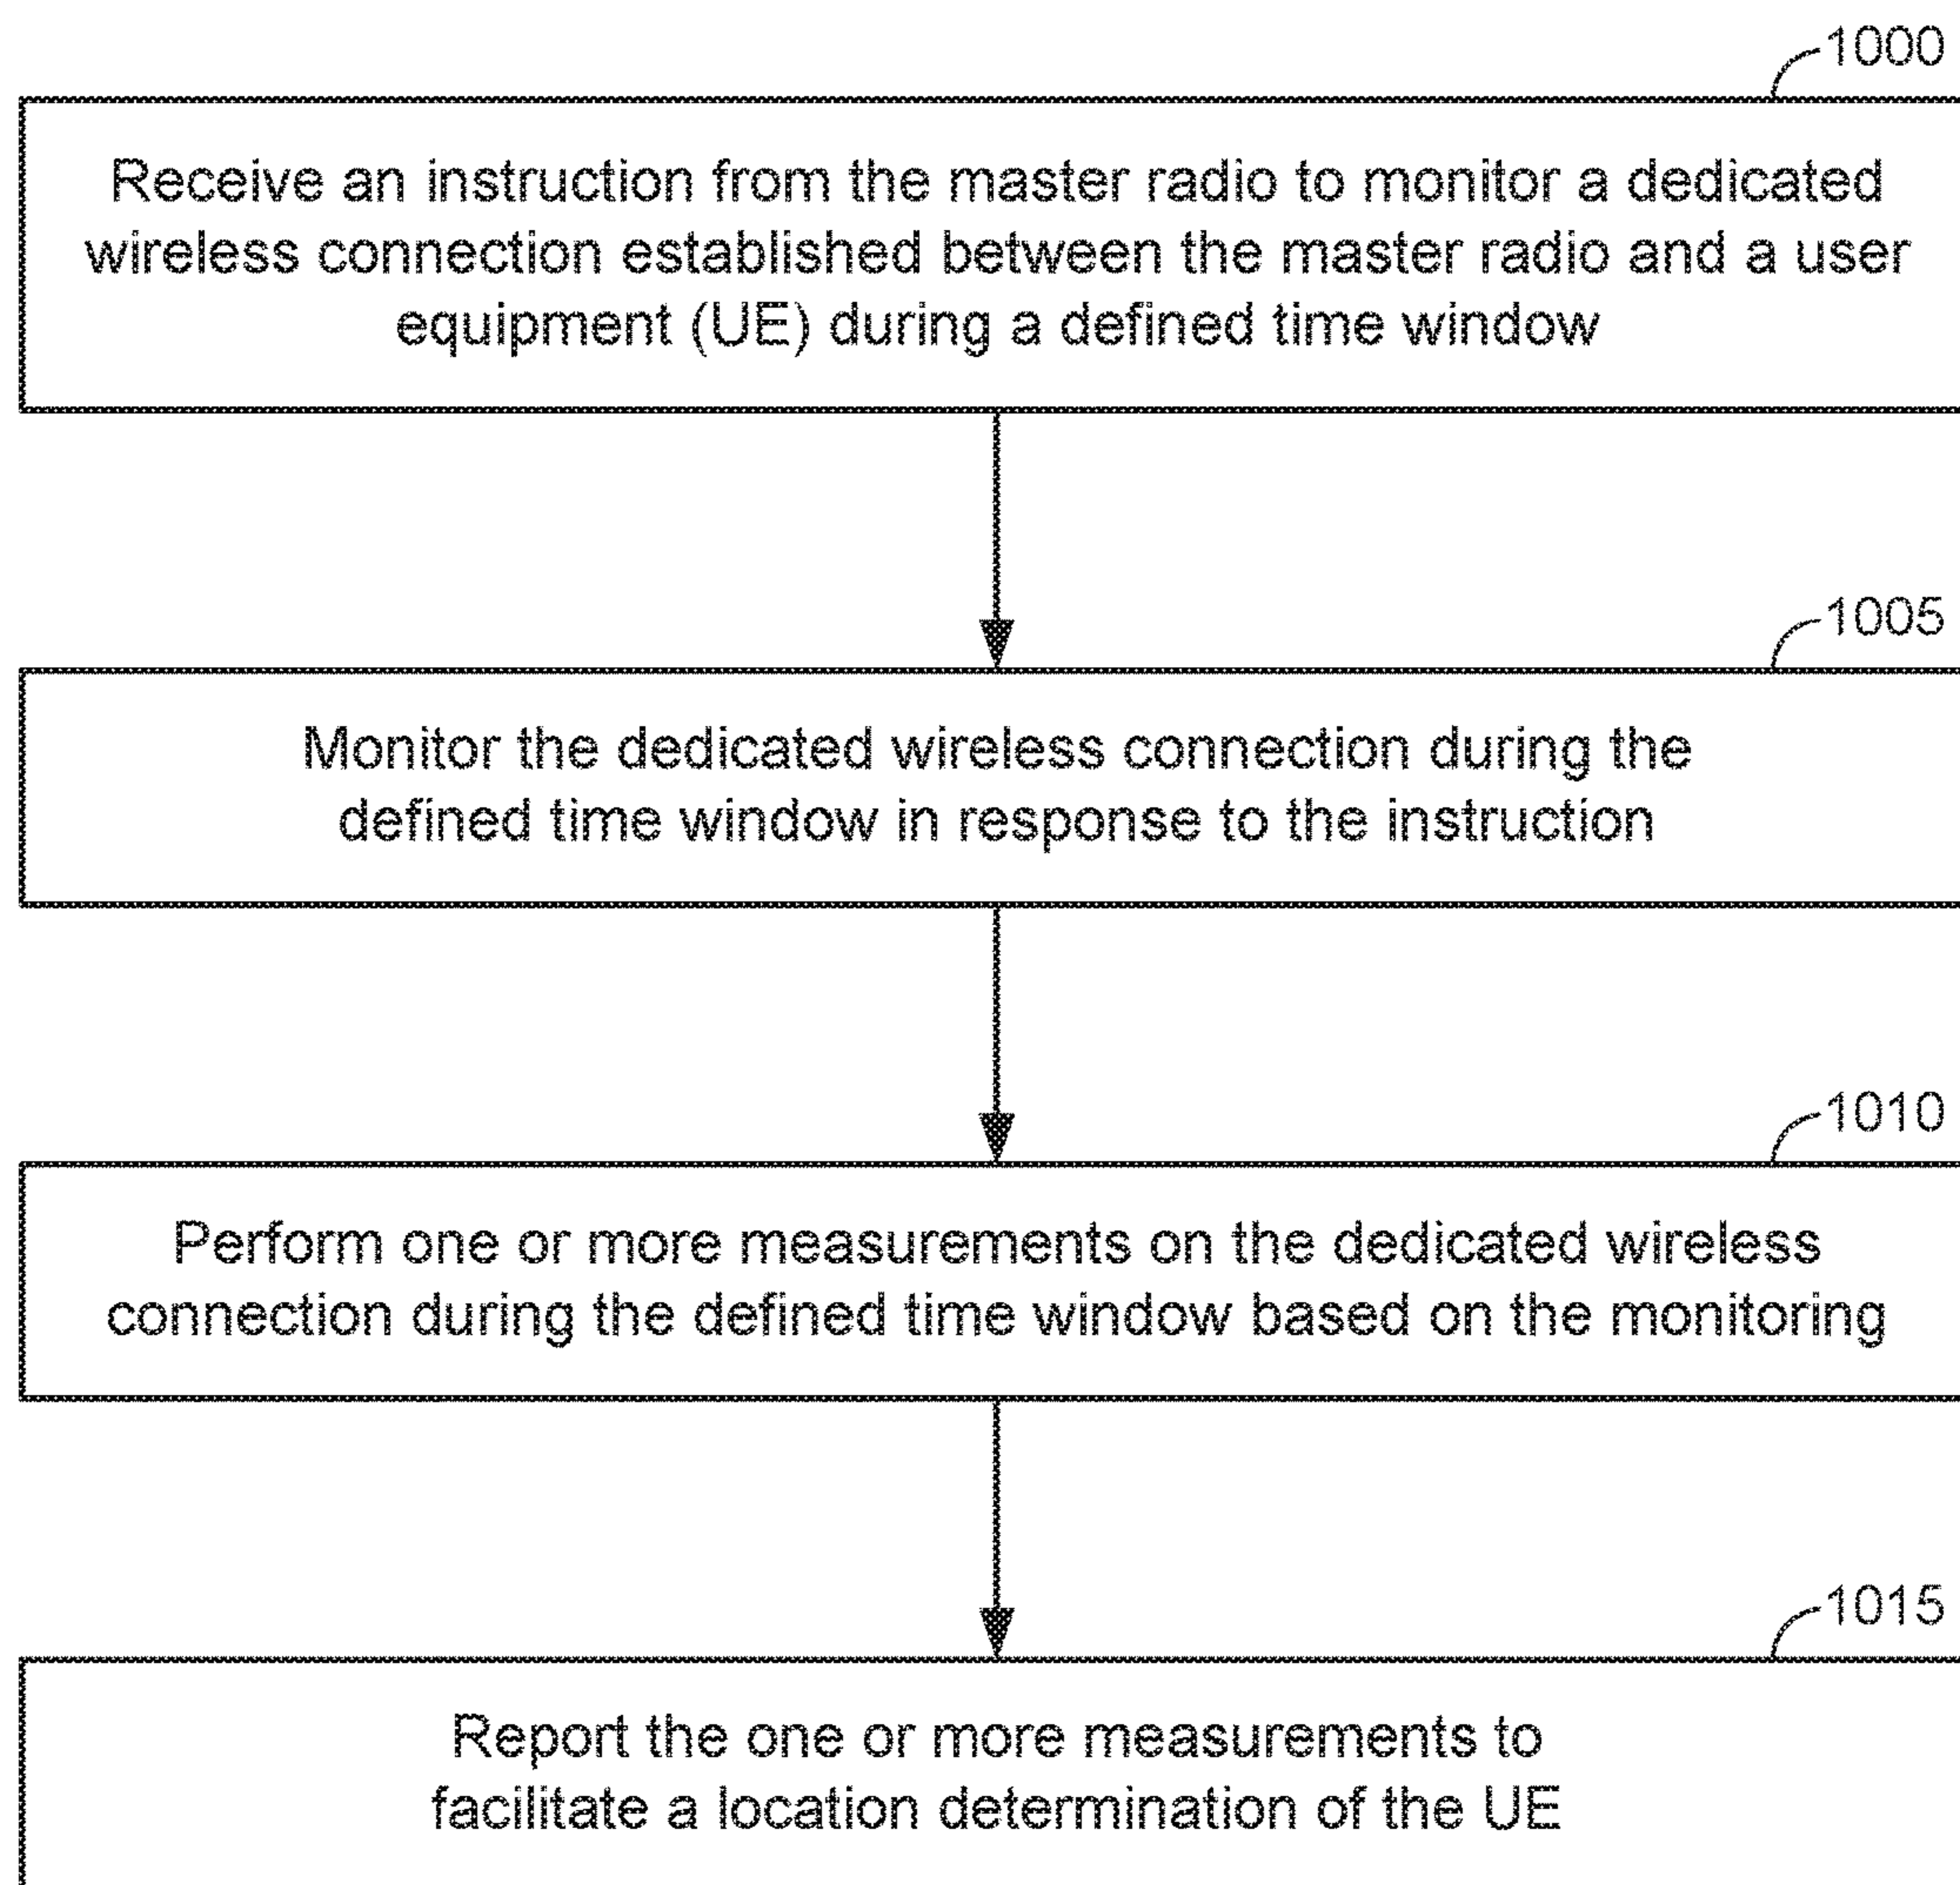 1000
Receive an instruction from the master radio to monitor a dedicated
wireless connection established between the master radio and a user
equipment (UE) during a defined time window
1005
Monitor the dedicated wireless connection during the
defined time window in response to the instruction
1010
Perform one or more measurements on the dedicated wireless
connection during the defined time window based on the monitoring
1015
Report the one or more measurements to
facilitate a location determination of the UE